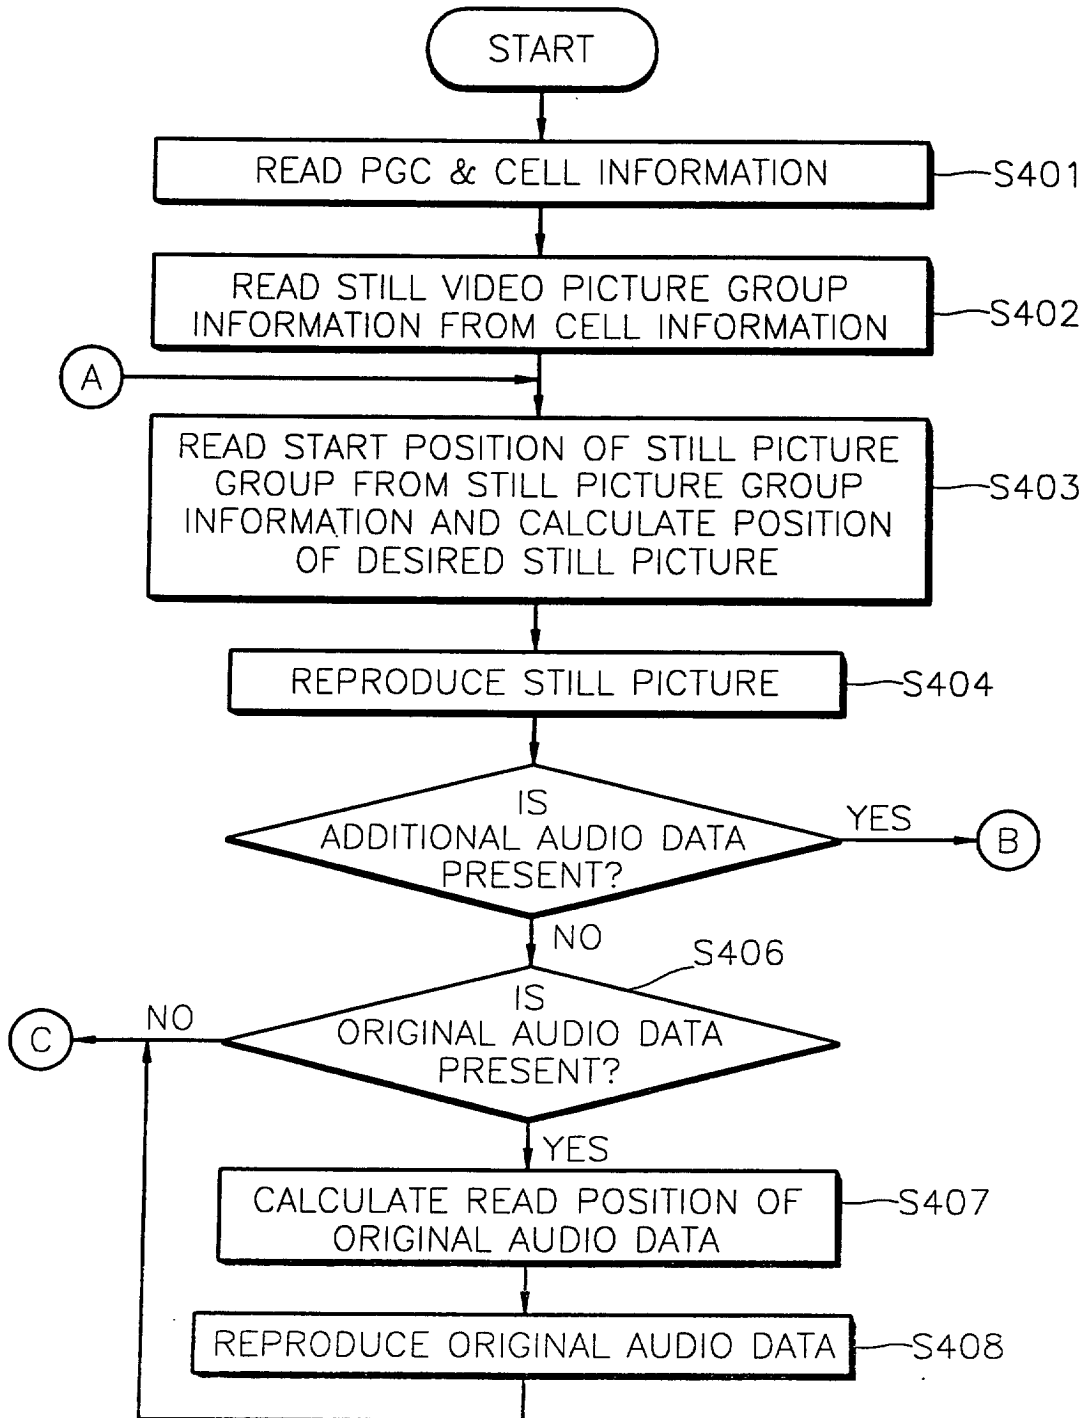 START
READ PGC & CELL INFORMATION
S401
READ STILL VIDEO PICTURE GROUP
INFORMATION FROM CELL INFORMATION
S402
A
READ START POSITION OF STILL PICTURE
GROUP FROM STILL PICTURE GROUP
INFORMATION AND CALCULATE POSITION
OF DESIRED STILL PICTURE
S403
REPRODUCE STILL PICTURE
S404
IS
ADDITIONAL AUDIO DATA
PRESENT?
YES
B
NO
S406
IS
ORIGINAL AUDIO DATA
PRESENT?
NO
C
YES
CALCULATE READ POSITION OF
ORIGINAL AUDIO DATA
S407
REPRODUCE ORIGINAL AUDIO DATA
S408